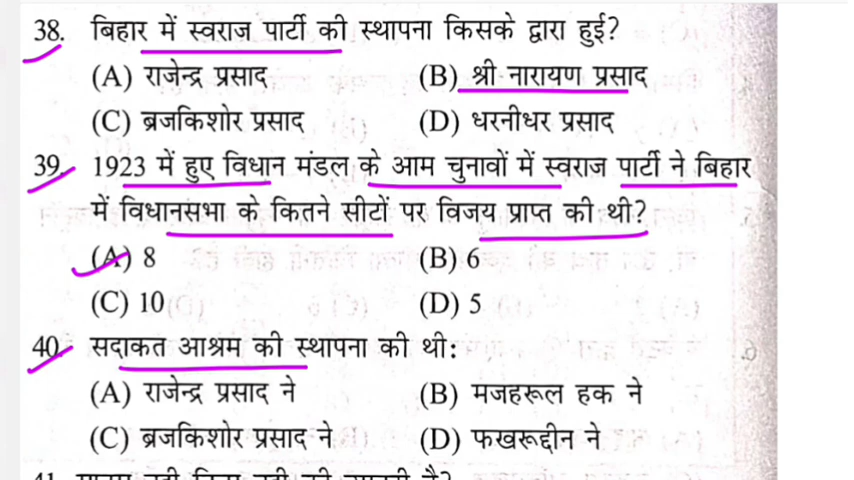 38. बिहार में स्वराज पार्टी की स्थापना किसके द्वारा हुई?
(A) राजेन्द्र प्रसाद (B) श्री नारायण प्रसाद
(C) ब्रजकिशोर प्रसाद (D) धरनीधर प्रसाद
39. 1923 में हुए विधान मंडल के आम चुनावों में स्वराज पार्टी ने बिहार
में विधानसभा के कितने सीटों पर विजय प्राप्त की थी?
(A) 8 (B) 6
(C) 10 (D) 5
40. सदाकत आश्रम की स्थापना की थी:
(A) राजेन्द्र प्रसाद ने (B) मजहरूल हक ने
(C) ब्रजकिशोर प्रसाद ने (D) फखरूद्दीन ने